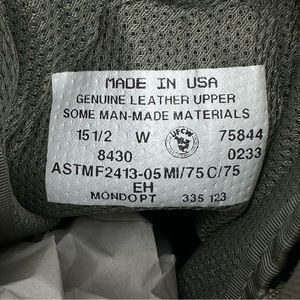 MADE IN USA
GENUINE LEATHER UPPER
SOME MAN-MADE MATERIALS
15 1/2 W 75844
UFCW
8430 0233
ASTMF2413-05 MI/75 C/75
EH
MONDOPT 335 123